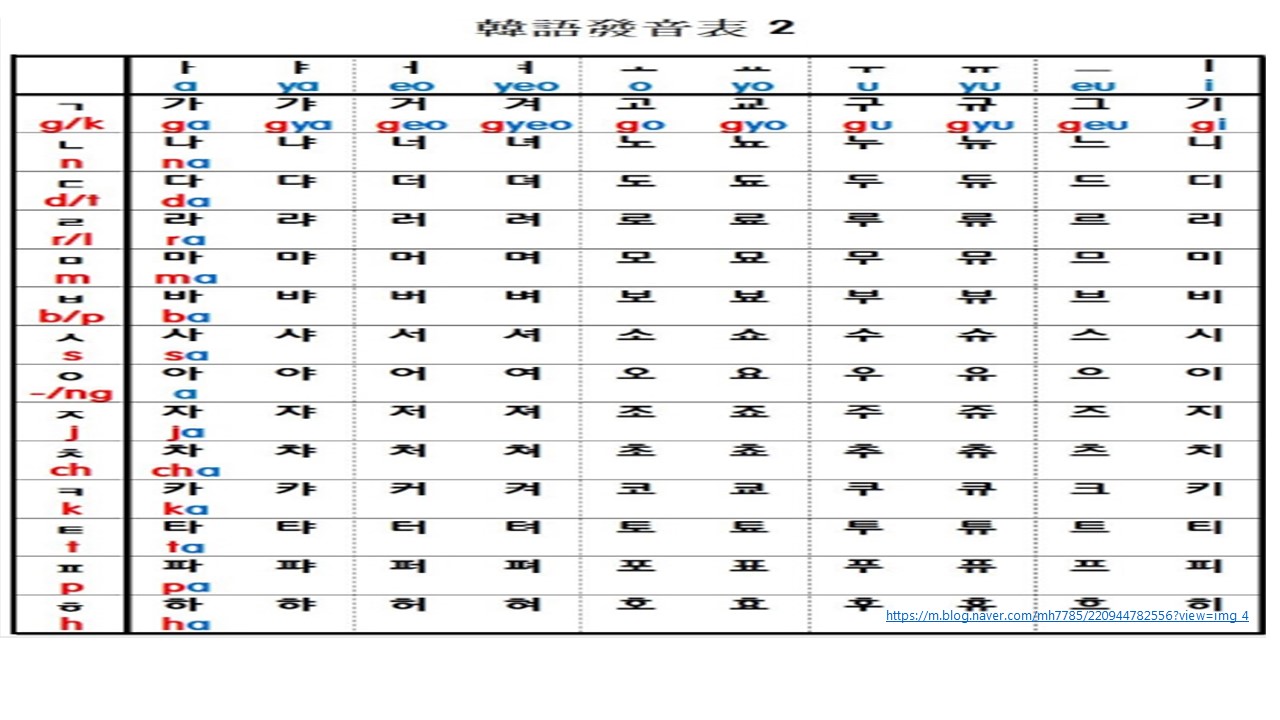 韓語發音表 2
ㅏ ㅑ ㅓ ㅕ ㅗ ㅛ ㅜ ㅠ ㅡ ㅣ
a ya eo yeo o yo u yu eu i
ㄱ 가 갸 거 겨 고 교 구 규 그 기
g/k ga gya geo gyeo go gyo gu gyu geu gi
ㄴ 나 냐 너 녀 노 뇨 누 뉴 느 니
n na
ㄷ 다 댜 더 뎌 도 됴 두 듀 드 디
d/t da
ㄹ 라 랴 러 려 로 료 루 류 르 리
r/l ra
ㅁ 마 먀 머 며 모 묘 무 뮤 므 미
m ma
ㅂ 바 뱌 버 벼 보 뵤 부 뷰 브 비
b/p ba
ㅅ 사 샤 서 셔 소 쇼 수 슈 스 시
s sa
ㅇ 아 야 어 여 오 요 우 유 으 이
-/ng a
ㅈ 자 쟈 저 져 조 죠 주 쥬 즈 지
j ja
ㅊ 차 챠 처 쳐 초 쵸 추 츄 츠 치
ch cha
ㅋ 카 캬 커 켜 코 쿄 쿠 큐 크 키
k ka
ㅌ 타 탸 터 텨 토 툐 투 튜 트 티
t ta
ㅍ 파 퍄 퍼 펴 포 표 푸 퓨 프 피
p pa
ㅎ 하 햐 허 혀 호 효 후 휴 흐 히
h ha
https://m.blog.naver.com/mh7785/220944782556?view=img_4